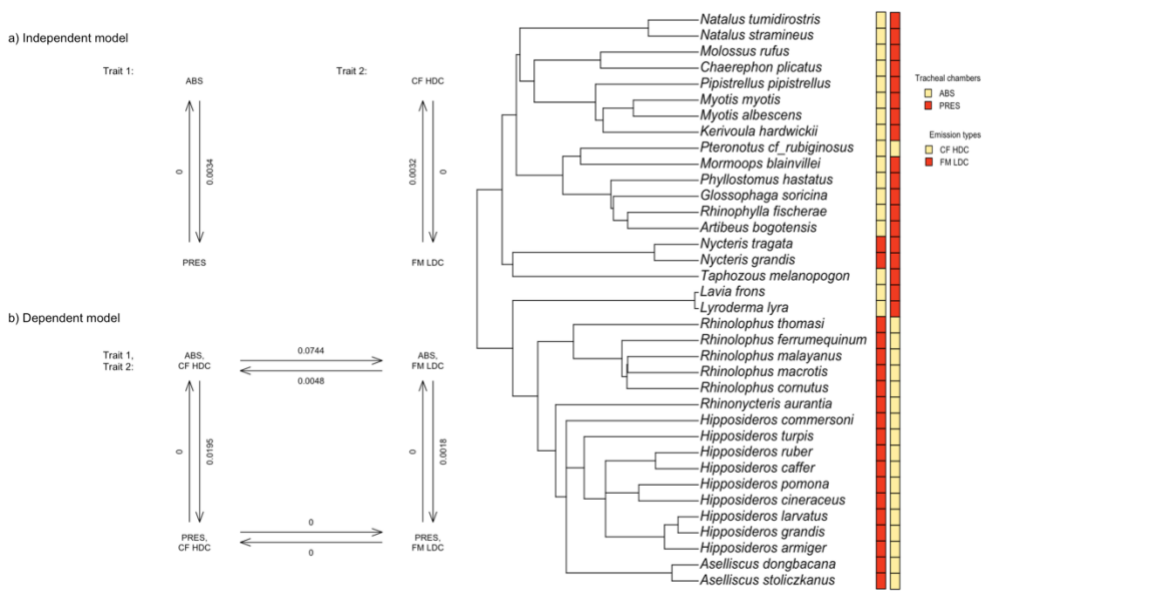 a) Independent model
Trait 1:
ABS
0
0.0034
PRES
Trait 2:
CF HDC
0.0032
0
FM LDC
b) Dependent model
Trait 1,
Trait 2:
ABS,
CF HDC
0.0744
0.0048
ABS,
FM LDC
0
0.0195
0
0.0018
PRES,
CF HDC
0
0
PRES,
FM LDC
Natalus tumidirostris
Natalus stramineus
Molossus rufus
Chaerephon plicatus
Pipistrellus pipistrellus
Myotis myotis
Myotis albescens
Kerivoula hardwickii
Pteronotus cf_rubiginosus
Mormoops blainvillei
Phyllostomus hastatus
Glossophaga soricina
Rhinophylla fischerae
Artibeus bogotensis
Nycteris tragata
Nycteris grandis
Taphozous melanopogon
Lavia frons
Lyroderma lyra
Rhinolophus thomasi
Rhinolophus ferrumequinum
Rhinolophus malayanus
Rhinolophus macrotis
Rhinolophus cornutus
Rhinonycteris aurantia
Hipposideros commersoni
Hipposideros turpis
Hipposideros ruber
Hipposideros caffer
Hipposideros pomona
Hipposideros cineraceus
Hipposideros larvatus
Hipposideros grandis
Hipposideros armiger
Aselliscus dongbacana
Aselliscus stoliczkanus
Tracheal chambers
ABS
PRES
Emission types
CF HDC
FM LDC